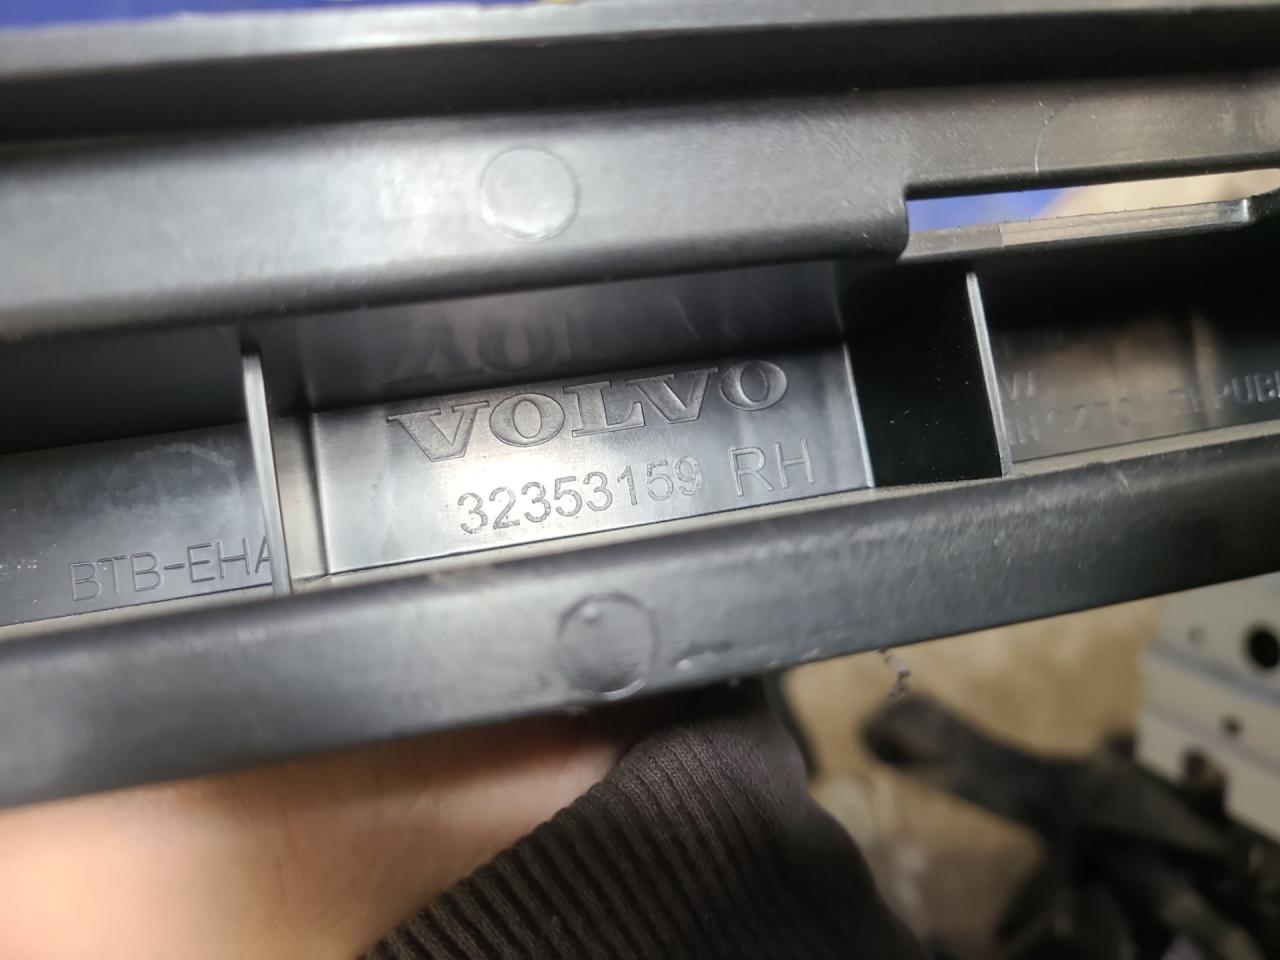 VOLVO
32353159 RH
BTB-EHA
W